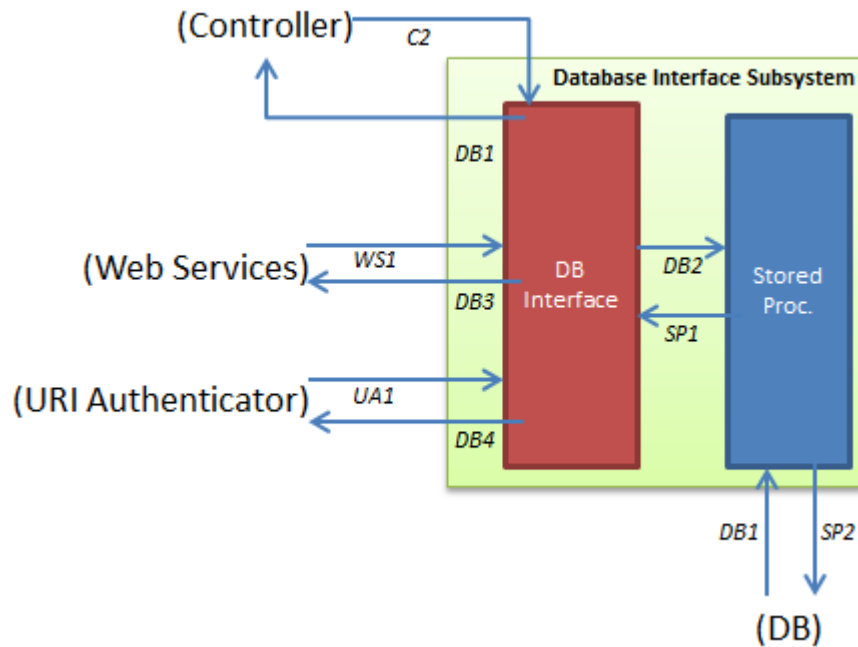 (Controller)
C2
Database Interface Subsystem
DB1
(Web Services)
WS1
DB3
DB
Interface
DB2
SP1
Stored
Proc.
(URI Authenticator)
UA1
DB4
DB1
SP2
(DB)